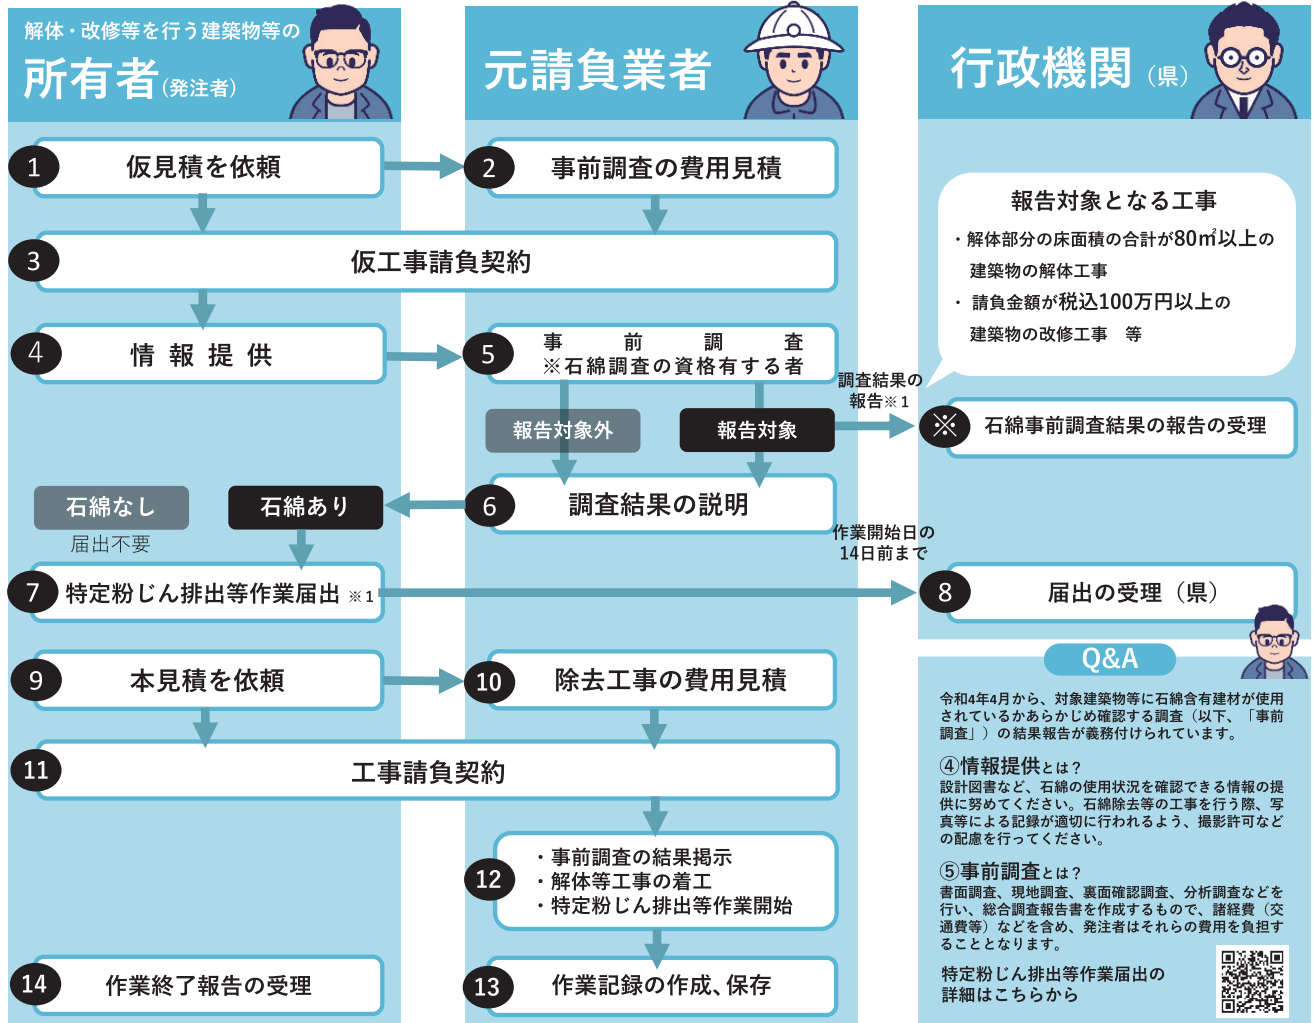 解体・改修等を行う建築物等の
所有者(発注者)
元請負業者
行政機関(県)
1 仮見積を依頼
2 事前調査の費用見積
3 仮工事請負契約
4 情報提供
5 事前調査
※石綿調査の資格有する者
報告対象外
報告対象
調査結果の
報告※1
報告対象となる工事
・解体部分の床面積の合計が80㎡以上の
建築物の解体工事
・請負金額が税込100万円以上の
建築物の改修工事 等
※ 石綿事前調査結果の報告の受理
6 調査結果の説明
石綿なし
届出不要
石綿あり
作業開始日の
14日前まで
7 特定粉じん排出等作業届出 ※1
8 届出の受理(県)
9 本見積を依頼
10 除去工事の費用見積
11 工事請負契約
12 ・事前調査の結果掲示
・解体等工事の着工
・特定粉じん排出等作業開始
14 作業終了報告の受理
13 作業記録の作成、保存
Q&A
令和4年4月から、対象建築物等に石綿含有建材が使用
されているかあらかじめ確認する調査(以下、「事前
調査」)の結果報告が義務付けられています。
④情報提供とは?
設計図書など、石綿の使用状況を確認できる情報の提
供に努めてください。石綿除去等の工事を行う際、写
真等による記録が適切に行われるよう、撮影許可など
の配慮を行ってください。
⑤事前調査とは?
書面調査、現地調査、裏面確認調査、分析調査などを
行い、総合調査報告書を作成するもので、諸経費(交
通費等)などを含め、発注者はそれらの費用を負担す
ることとなります。
特定粉じん排出等作業届出の
詳細はこちらから